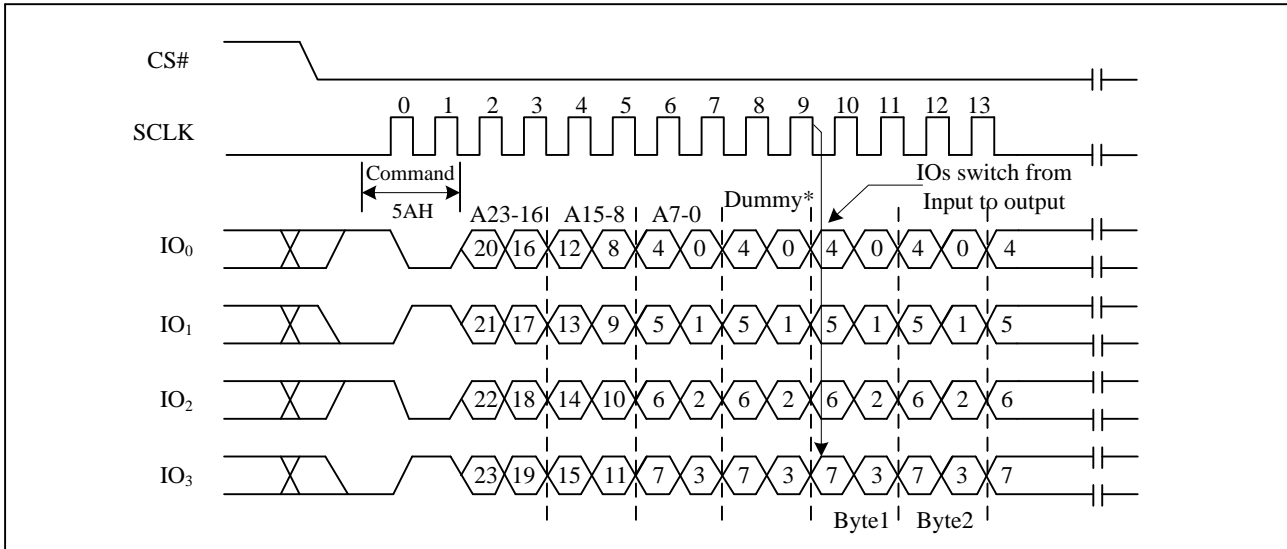 CS#
0 1 2 3 4 5 6 7 8 9 10 11 12 13
SCLK
Command
5AH
IOs switch from
Input to output
Dummy*
A23-16 A15-8 A7-0
IO0 20 16 12 8 4 0 4 0 4 0 4 0 4
IO1 21 17 13 9 5 1 5 1 5 1 5 1 5
IO2 22 18 14 10 6 2 6 2 6 2 6 2 6
IO3 23 19 15 11 7 3 7 3 7 3 7 3 7
Byte1 Byte2